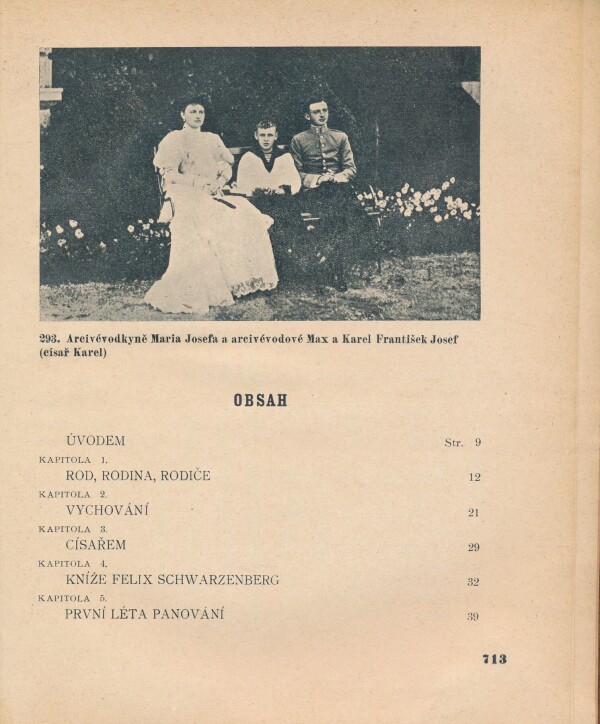 293. Arcivévodkyně Maria Josefa a arcivévodové Max a Karel František Josef
(císař Karel)
OBSAH
ÚVODEM Str. 9
KAPITOLA 1.
ROD, RODINA, RODIČE 12
KAPITOLA 2.
VYCHOVÁNÍ 21
KAPITOLA 3.
CÍSAŘEM 29
KAPITOLA 4.
KNÍŽE FELIX SCHWARZENBERG 32
KAPITOLA 5.
PRVNÍ LÉTA PANOVÁNÍ 39
713